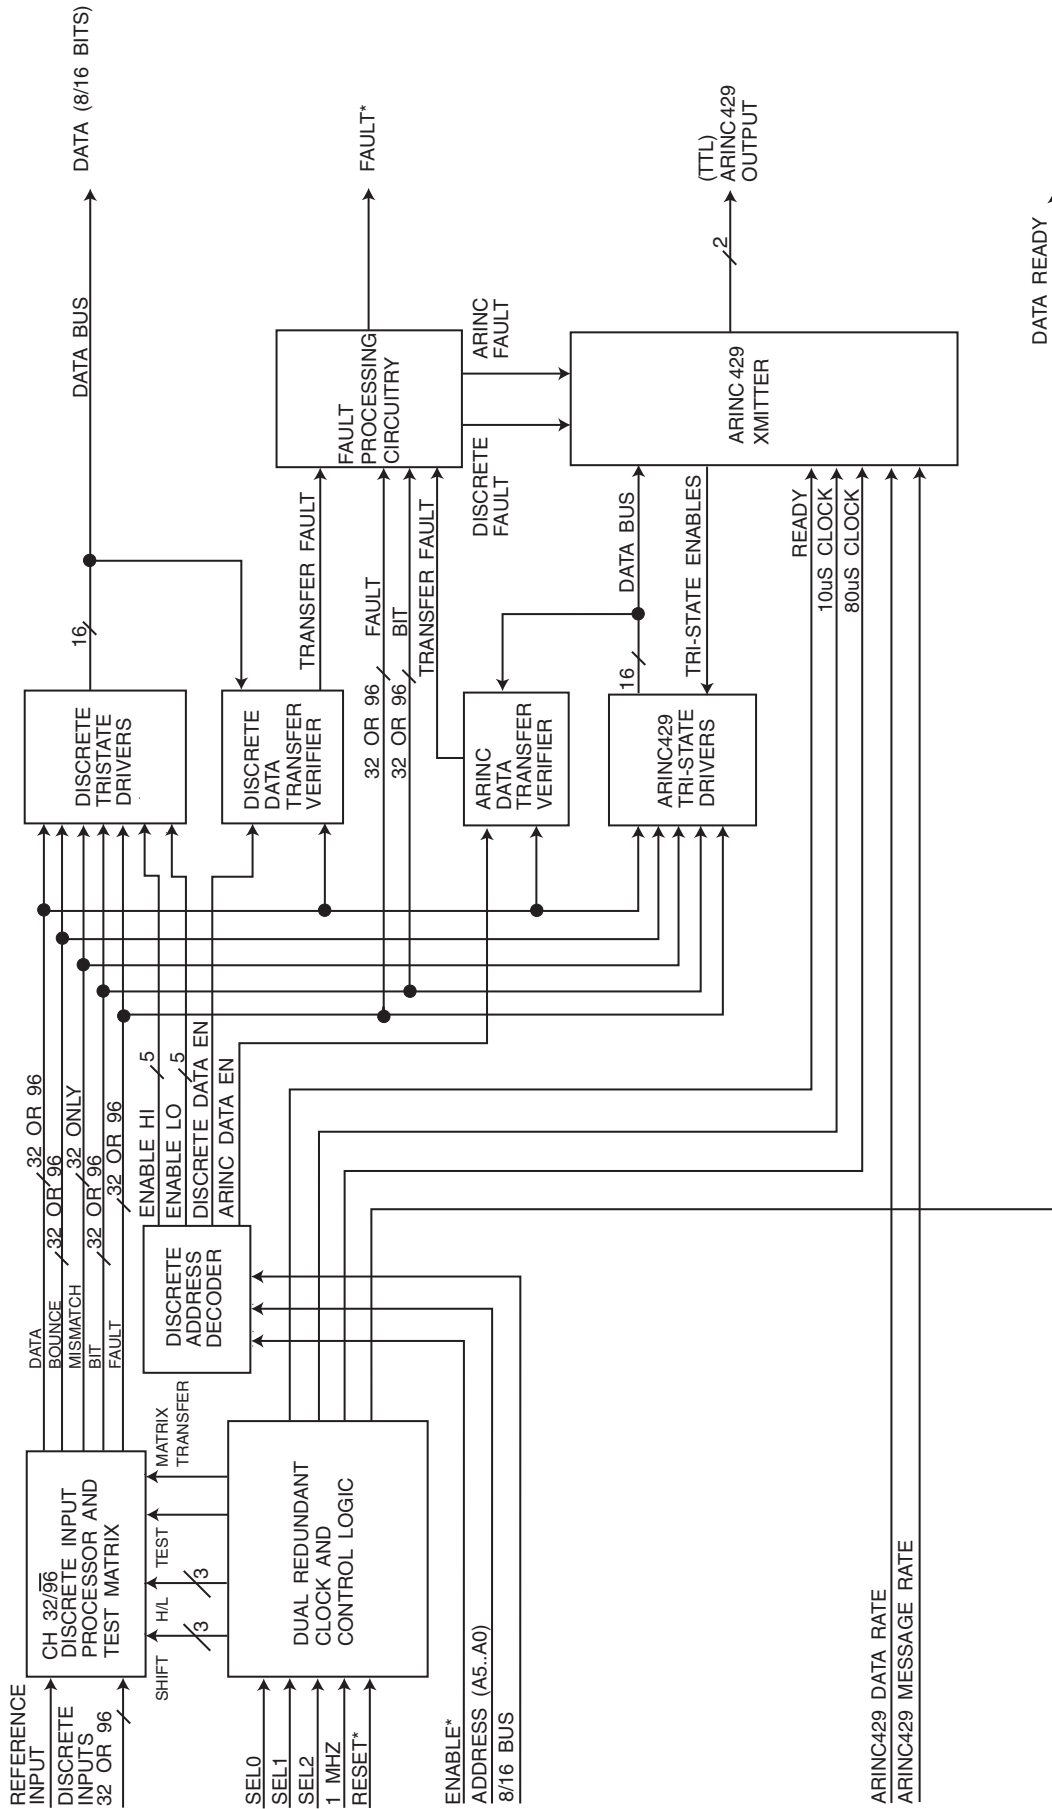 REFERENCE
INPUT
DISCRETE
INPUTS
32 OR 96
CH 32/96
DISCRETE INPUT
PROCESSOR AND
TEST MATRIX
DATA
BOUNCE
MISMATCH
BIT
FAULT
32 OR 96
32 OR 96
32 ONLY
32 OR 96
32 OR 96
SHIFT
H/L
TEST
MATRIX
TRANSFER
3
3
SEL0
SEL1
SEL2
1 MHZ
RESET*
DUAL REDUNDANT
CLOCK AND
CONTROL LOGIC
ENABLE*
ADDRESS (A5..A0)
8/16 BUS
DISCRETE
ADDRESS
DECODER
ENABLE HI
5
ENABLE LO
5
DISCRETE DATA EN
ARINC DATA EN
DISCRETE
TRISTATE
DRIVERS
16
DATA BUS
DATA (8/16 BITS)
DISCRETE
DATA
TRANSFER
VERIFIER
TRANSFER FAULT
32 OR 96
FAULT
32 OR 96
BIT
TRANSFER FAULT
FAULT
PROCESSING
CIRCUITRY
FAULT*
ARINC
DATA
TRANSFER
VERIFIER
DISCRETE
FAULT
ARINC
FAULT
ARINC429
TRI-STATE
DRIVERS
16
DATA BUS
TRI-STATE ENABLES
ARINC 429
XMITTER
2
(TTL)
ARINC 429
OUTPUT
READY
10uS CLOCK
80uS CLOCK
ARINC429 DATA RATE
ARINC429 MESSAGE RATE
DATA READY